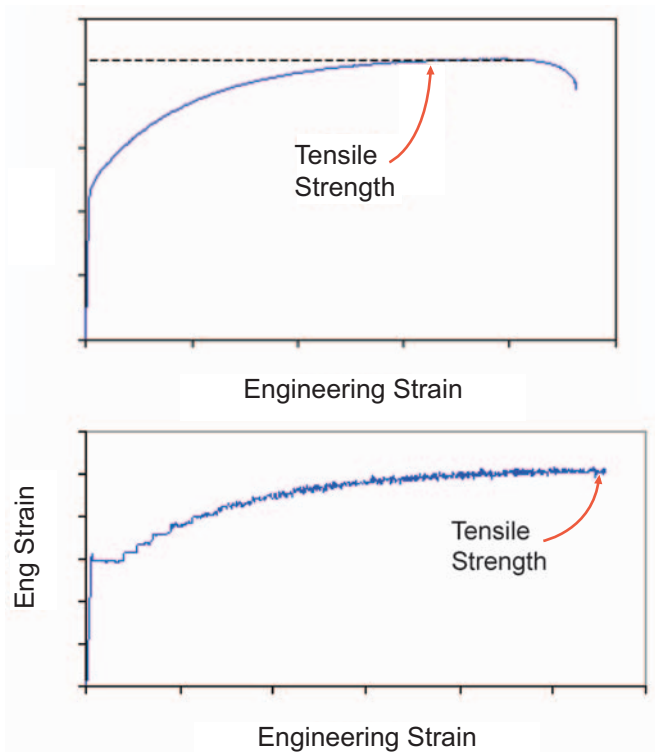 Tensile
Strength
Engineering Strain
Eng Strain
Tensile
Strength
Engineering Strain